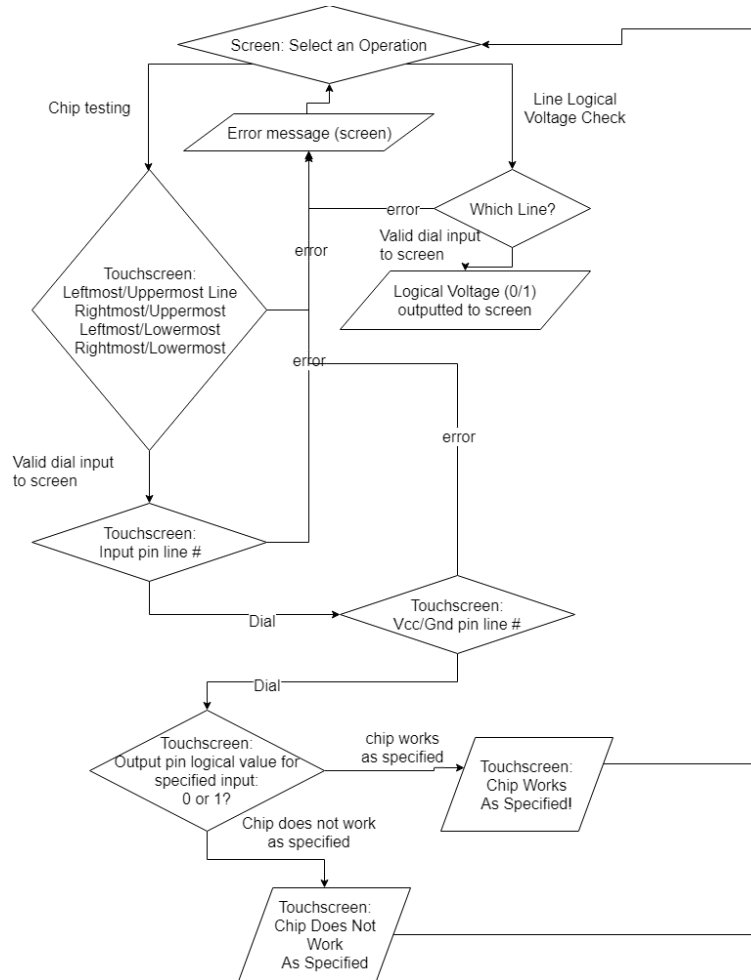 Screen: Select an Operation
Chip testing
Error message (screen)
Line Logical
Voltage Check
error
Which Line?
Valid dial input
to screen
error
Touchscreen:
Leftmost/Uppermost Line
Rightmost/Uppermost
Leftmost/Lowermost
Rightmost/Lowermost
Logical Voltage (0/1)
outputted to screen
error
error
Valid dial input
to screen
Touchscreen:
Input pin line #
Dial
Touchscreen:
Vcc/Gnd pin line #
Dial
Touchscreen:
Output pin logical value for
specified input:
0 or 1?
chip works
as specified
Touchscreen:
Chip Works
As Specified!
Chip does not work
as specified
Touchscreen:
Chip Does Not
Work
As Specified